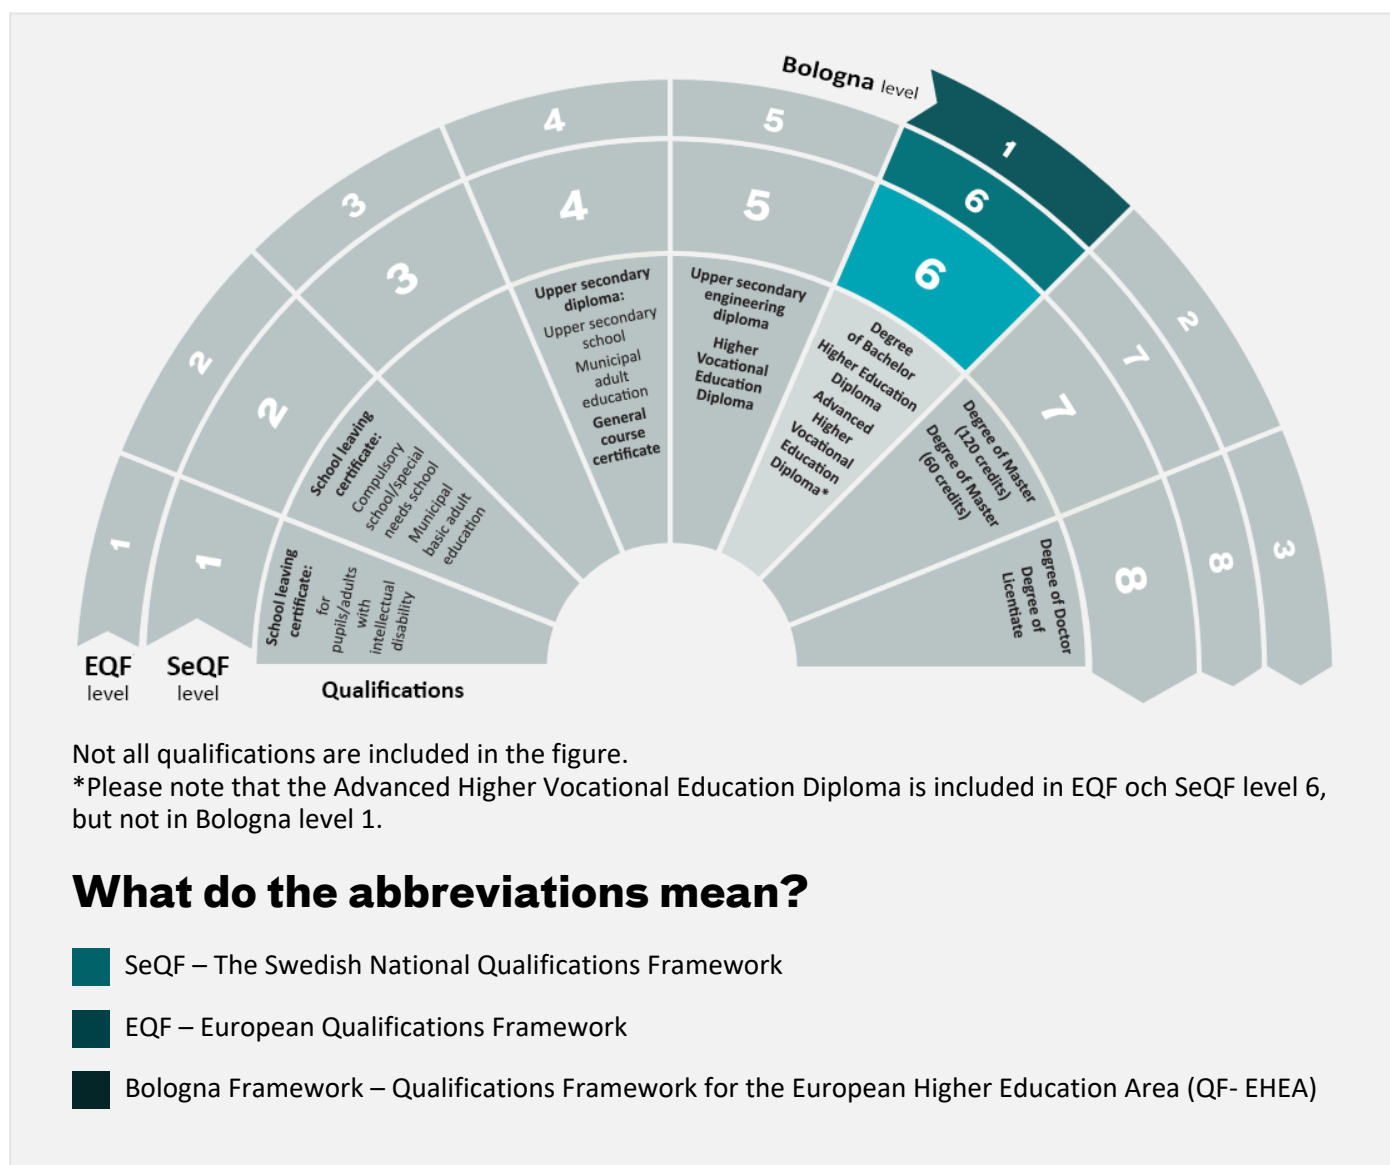 Bologna level
1
2
3
1
2
3
4
5
6
7
8
1
2
3
4
5
6
7
8
School leaving
certificate:
for
pupils/adults
with
intellectual
disability
School leaving
certificate:
Compulsory
school/special
needs school
Municipal
basic adult
education
Upper secondary
diploma:
Upper secondary
school
Municipal
adult
education
General
course
certificate
Upper secondary
engineering
diploma
Higher
Vocational
Education
Diploma
Degree
of Bachelor
Higher Education
Diploma
Advanced
Higher
Vocational
Education
Diploma*
Degree of Master
(120 credits)
Degree of Master
(60 credits)
Degree of Doctor
Degree of
Licentiate
EQF
level
SeQF
level
Qualifications
Not all qualifications are included in the figure.
*Please note that the Advanced Higher Vocational Education Diploma is included in EQF och SeQF level 6,
but not in Bologna level 1.
What do the abbreviations mean?
SeQF – The Swedish National Qualifications Framework
EQF – European Qualifications Framework
Bologna Framework – Qualifications Framework for the European Higher Education Area (QF- EHEA)